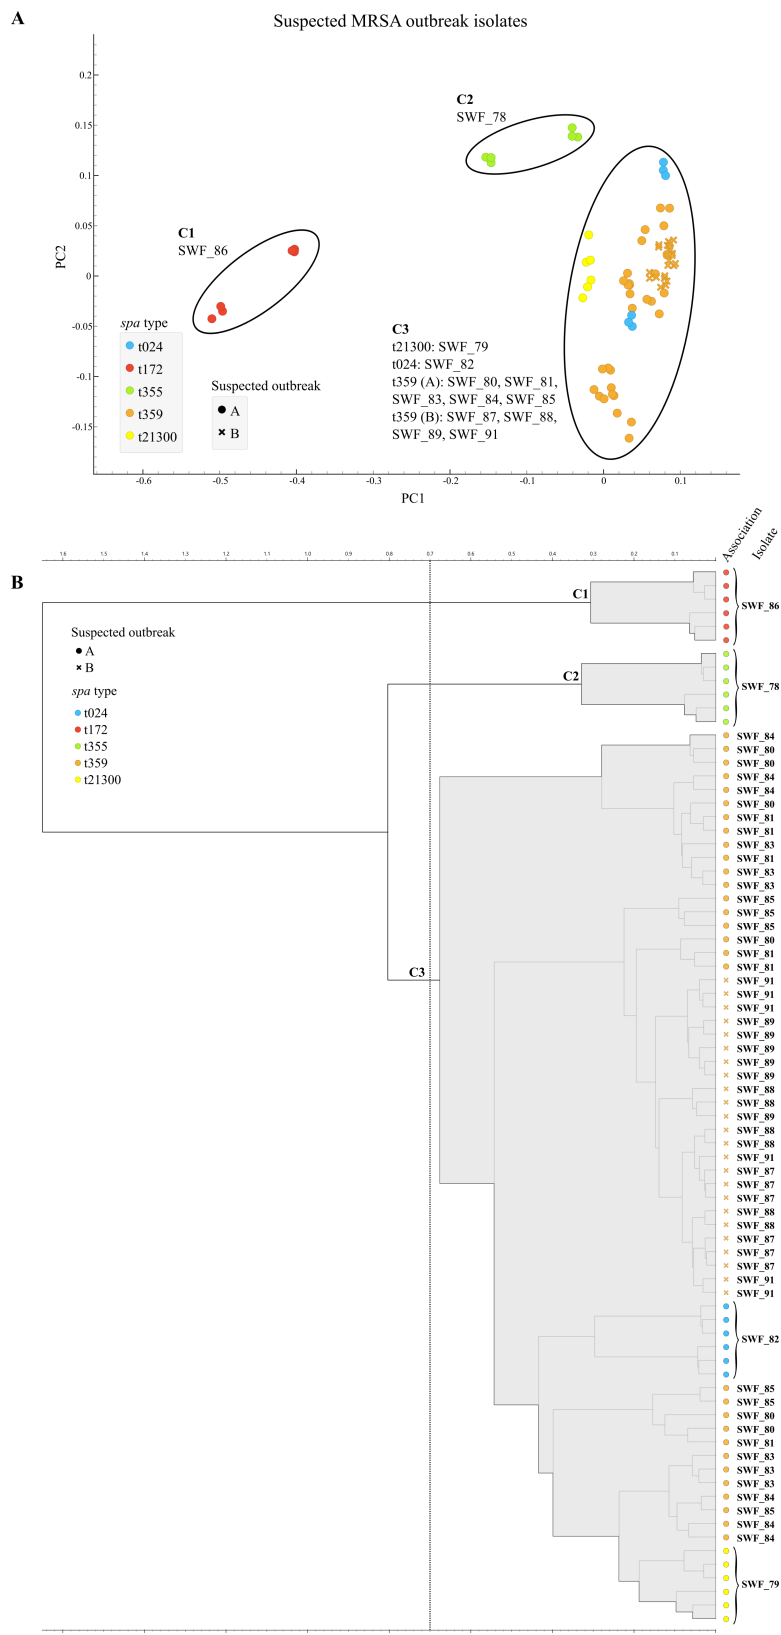 A
Suspected MRSA outbreak isolates
PC2
0.2
0.15
0.1
0.05
0
-0.05
-0.1
-0.15
C2
SWF_78
C1
SWF_86
spa type
t024
t172
t355
t359
t21300
Suspected outbreak
A
B
C3
t21300: SWF_79
t024: SWF_82
t359 (A): SWF_80, SWF_81,
SWF_83, SWF_84, SWF_85
t359 (B): SWF_87, SWF_88,
SWF_89, SWF_91
-0.6 -0.5 -0.4 -0.3 -0.2 -0.1 0 0.1
PC1
Association
Isolate
1.6 1.5 1.4 1.3 1.2 1.1 1.0 0.9 0.8 0.7 0.6 0.5 0.4 0.3 0.2 0.1
B
Suspected outbreak
A
B
spa type
t024
t172
t355
t359
t21300
C1
SWF_86
C2
SWF_78
SWF_84
SWF_80
SWF_80
SWF_84
SWF_84
SWF_80
SWF_81
SWF_81
SWF_83
SWF_81
SWF_83
SWF_83
SWF_85
SWF_85
SWF_85
SWF_80
SWF_81
SWF_81
C3
SWF_91
SWF_91
SWF_91
SWF_89
SWF_89
SWF_89
SWF_89
SWF_89
SWF_88
SWF_88
SWF_89
SWF_88
SWF_88
SWF_91
SWF_87
SWF_87
SWF_87
SWF_88
SWF_88
SWF_87
SWF_87
SWF_87
SWF_91
SWF_91
SWF_82
SWF_85
SWF_85
SWF_80
SWF_80
SWF_81
SWF_83
SWF_83
SWF_83
SWF_84
SWF_85
SWF_84
SWF_84
SWF_79